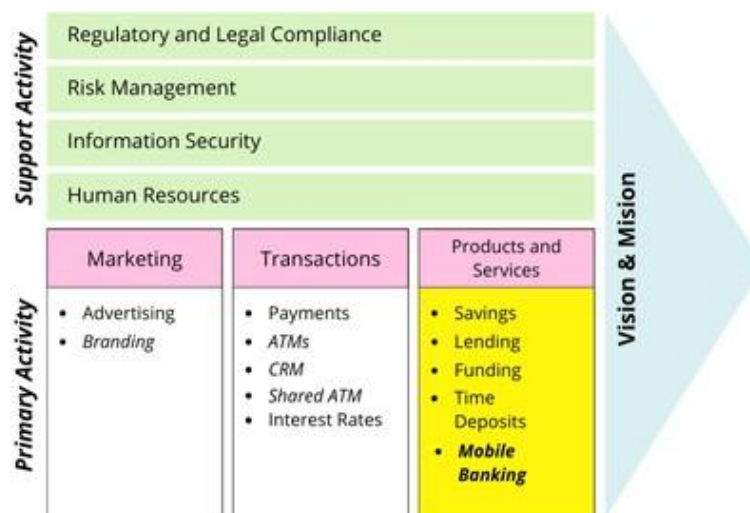 Support Activity
Regulatory and Legal Compliance
Risk Management
Information Security
Human Resources
Primary Activity
Marketing
• Advertising
• Branding
Transactions
• Payments
• ATMs
• CRM
• Shared ATM
• Interest Rates
Products and
Services
• Savings
• Lending
• Funding
• Time
Deposits
• Mobile
Banking
Vision & Mision